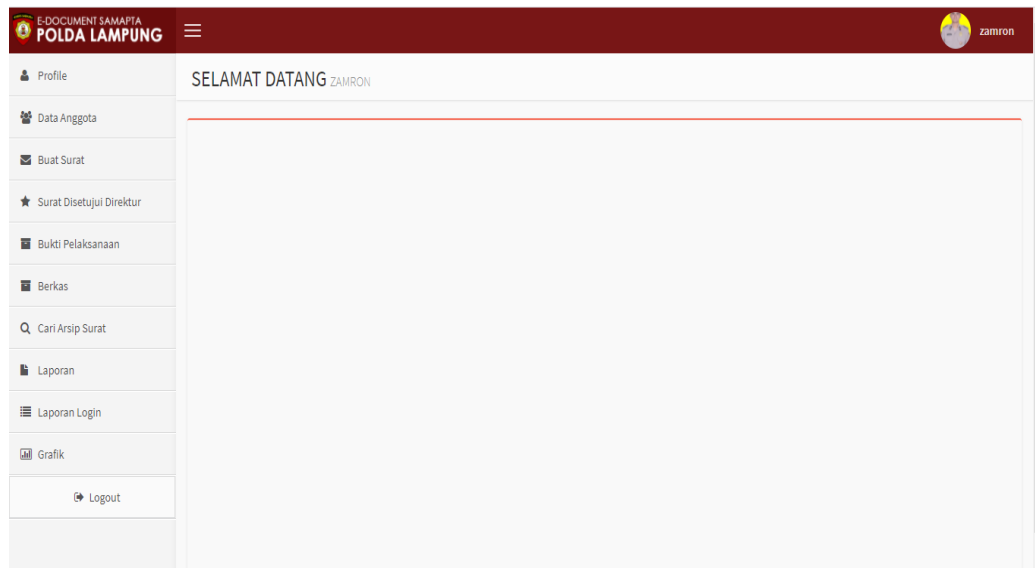 E-DOCUMENT SAMAPTA
POLDA LAMPUNG
zamron
Profile
SELAMAT DATANG ZAMRON
Data Anggota
Buat Surat
Surat Disetujui Direktur
Bukti Pelaksanaan
Berkas
Cari Arsip Surat
Laporan
Laporan Login
Grafik
Logout